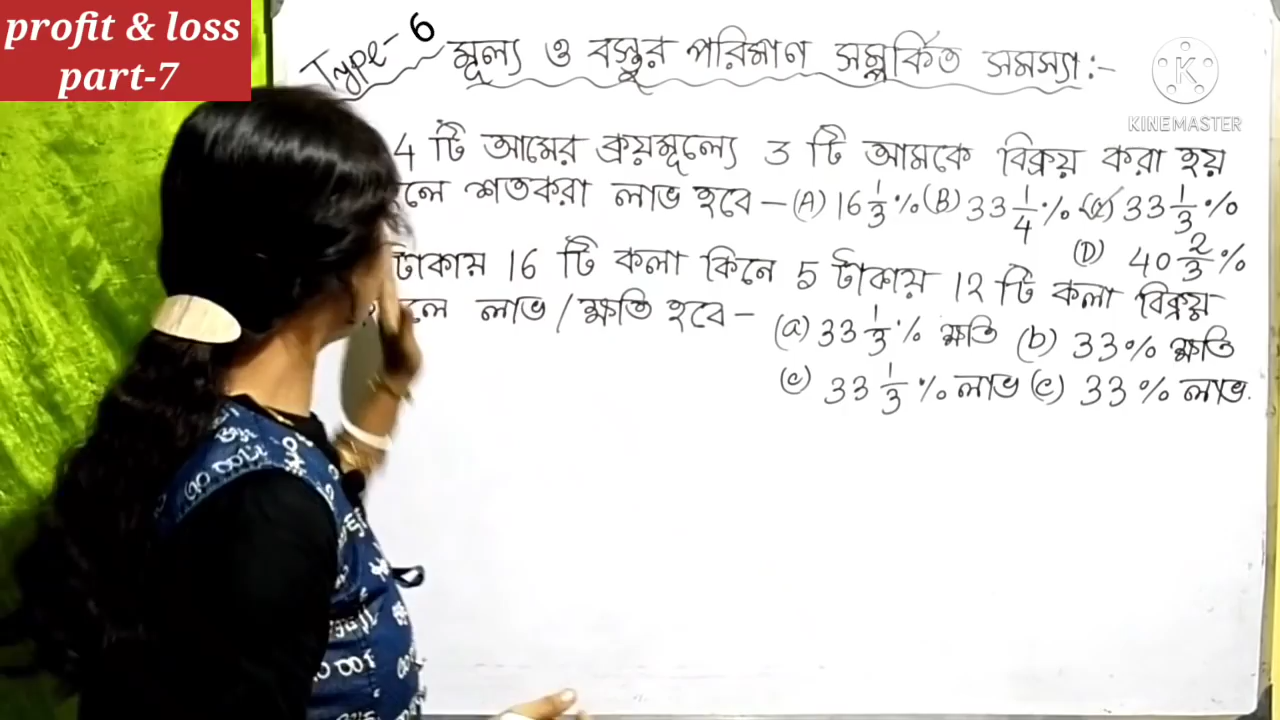 profit & loss
part-7
Type- 6 মূল্য ও বস্তুর পরিমাণ সম্পর্কিত সমস্যা:-
KINEMASTER
4 টি আমের ক্রয়মূল্যে 3 টি আমকে বিক্রয় করা হয়
লে শতকরা লাভ হবে – (A) 16 1/3 % (B) 33 1/4 % (C) 33 1/3 %
(D) 40 2/3 %
টাকায় 16 টি কলা কিনে 5 টাকায় 12 টি কলা বিক্রয়
লে লাভ / ক্ষতি হবে –
(a) 33 1/3 % ক্ষতি (b) 33% ক্ষতি
(c) 33 1/3 % লাভ (c) 33 % লাভ.